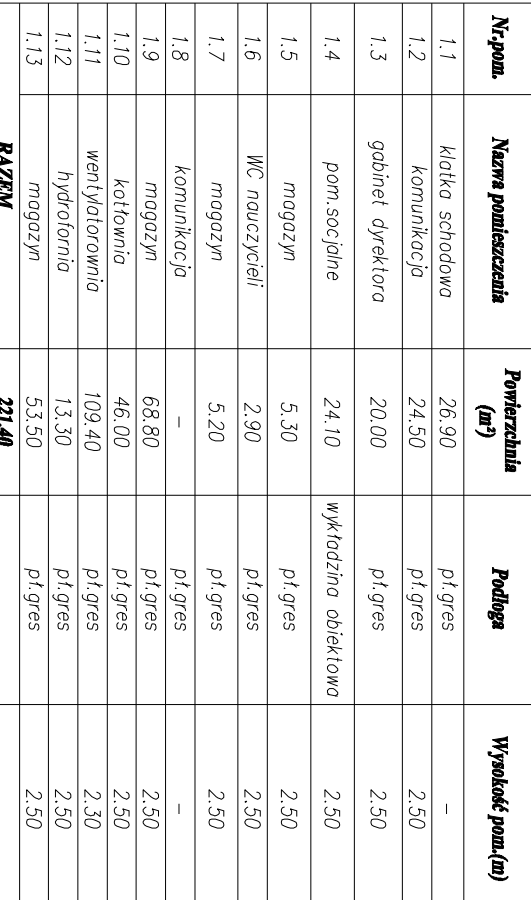 Nr.pom. Nazwa pomieszczenia Powierzchnia (m²) Podłoga Wysokość pom.(m)
1.1 klatka schodowa 26.90 pł.gres –
1.2 komunikacja 24.50 pł.gres 2.50
1.3 gabinet dyrektora 20.00 pł.gres 2.50
1.4 pom.socjalne 24.10 wykładzina obiektowa 2.50
1.5 magazyn 5.30 pł.gres 2.50
1.6 WC nauczycieli 2.90 pł.gres 2.50
1.7 magazyn 5.20 pł.gres 2.50
1.8 komunikacja – pł.gres –
1.9 magazyn 68.80 pł.gres 2.50
1.10 kotłownia 46.00 pł.gres 2.50
1.11 wentylatorownia 109.40 pł.gres 2.30
1.12 hydrofornia 13.30 pł.gres 2.50
1.13 magazyn 53.50 pł.gres 2.50
RAZEM 221.40